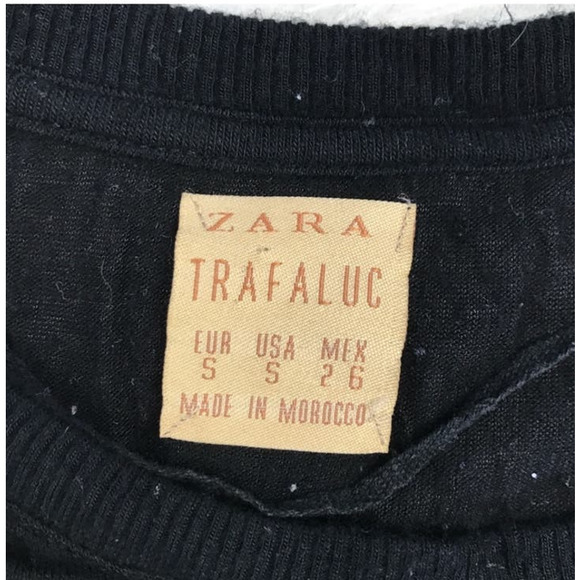 ZARA
TRAFALUC
EUR USA MEX
S S 26
MADE IN MOROCCO